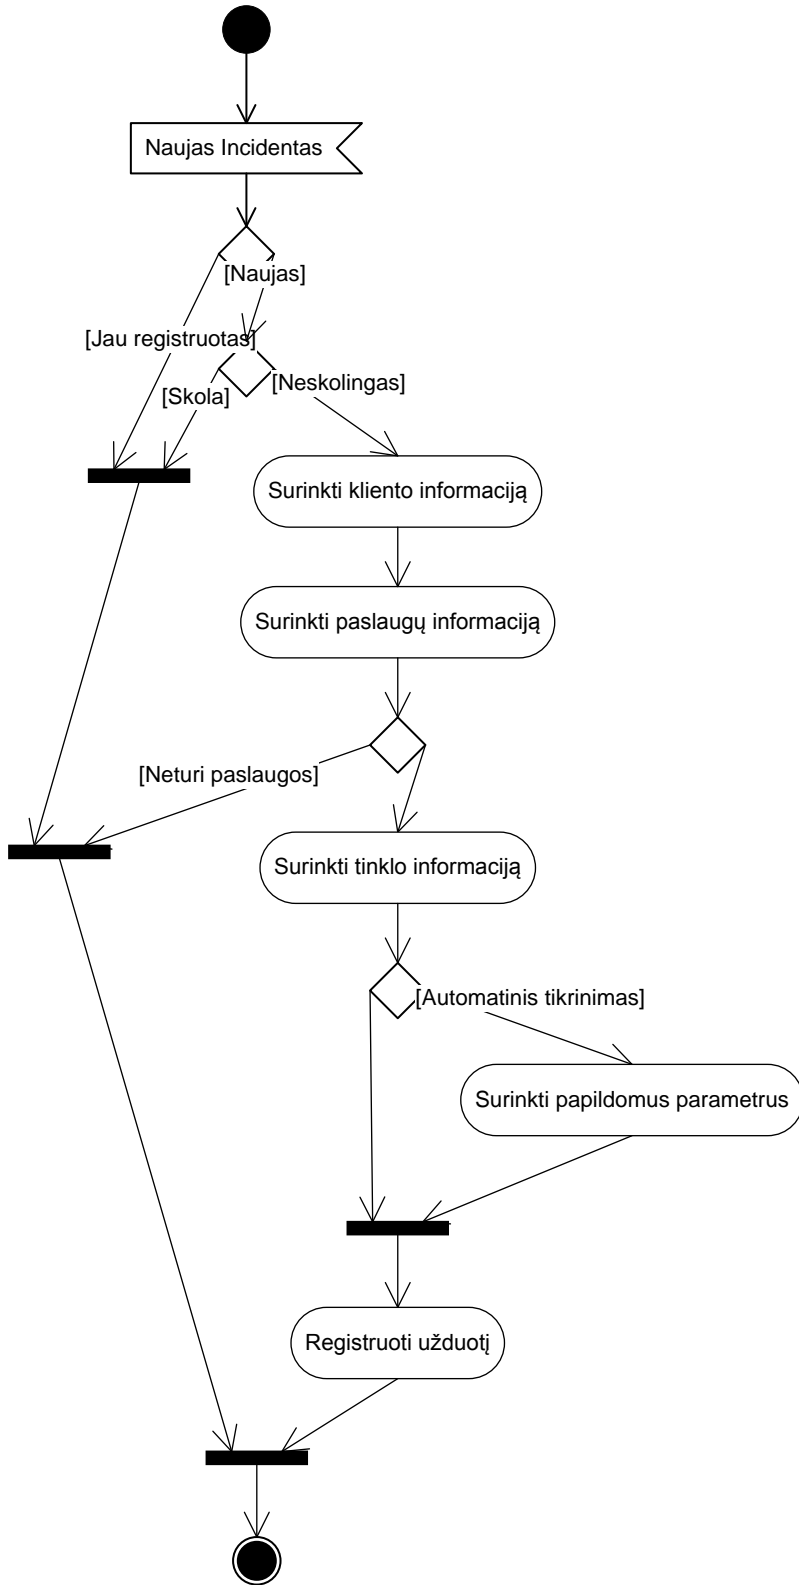 Naujas Incidentas
[Naujas]
[Jau registruotas]
[Neskolingas]
[Skola]
Surinkti kliento informaciją
Surinkti paslaugų informaciją
[Neturi paslaugos]
Surinkti tinklo informaciją
[Automatinis tikrinimas]
Surinkti papildomus parametrus
Registruoti užduotį